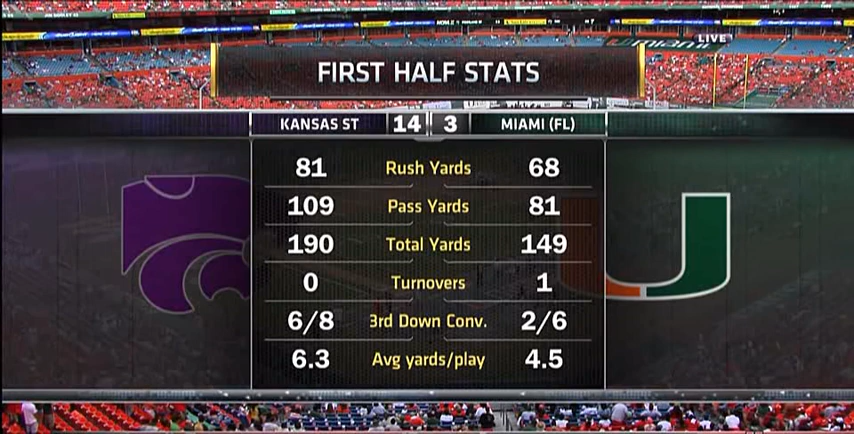 LIVE
FIRST HALF STATS
KANSAS ST 14 3 MIAMI (FL)
81 Rush Yards 68
109 Pass Yards 81
190 Total Yards 149
0 Turnovers 1
6/8 3rd Down Conv. 2/6
6.3 Avg yards/play 4.5